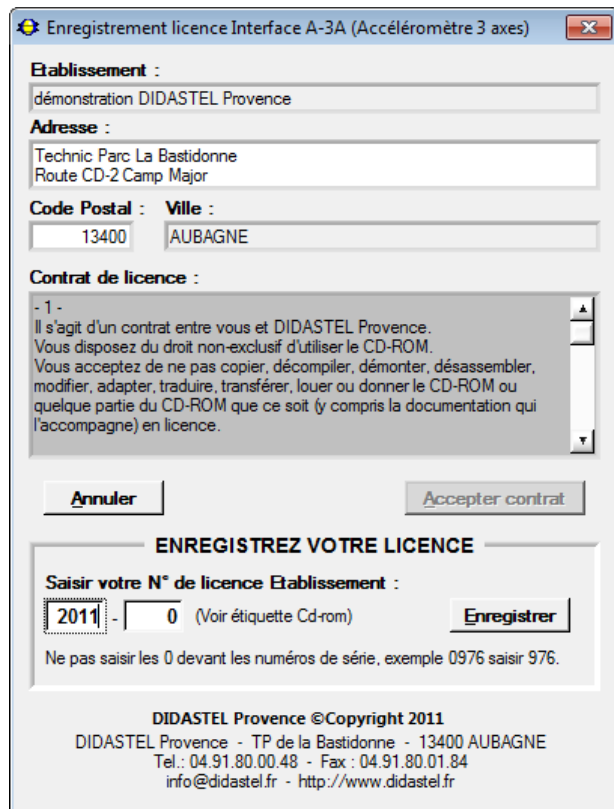 Enregistrement licence Interface A-3A (Accéléromètre 3 axes)
Etablissement :
démonstration DIDASTEL Provence
Adresse :
Technic Parc La Bastidonne
Route CD-2 Camp Major
Code Postal : Ville :
13400 AUBAGNE
Contrat de licence :
- 1 -
Il s'agit d'un contrat entre vous et DIDASTEL Provence.
Vous disposez du droit non-exclusif d'utiliser le CD-ROM.
Vous acceptez de ne pas copier, décompiler, démonter, désassembler,
modifier, adapter, traduire, transférer, louer ou donner le CD-ROM ou
quelque partie du CD-ROM que ce soit (y compris la documentation qui
l'accompagne) en licence.
Annuler Accepter contrat
ENREGISTREZ VOTRE LICENCE
Saisir votre N° de licence Etablissement :
2011 - 0 (Voir étiquette Cd-rom) Enregistrer
Ne pas saisir les 0 devant les numéros de série, exemple 0976 saisir 976.
DIDASTEL Provence ©Copyright 2011
DIDASTEL Provence - TP de la Bastidonne - 13400 AUBAGNE
Tel.: 04.91.80.00.48 - Fax : 04.91.80.01.84
info@didastel.fr - http://www.didastel.fr